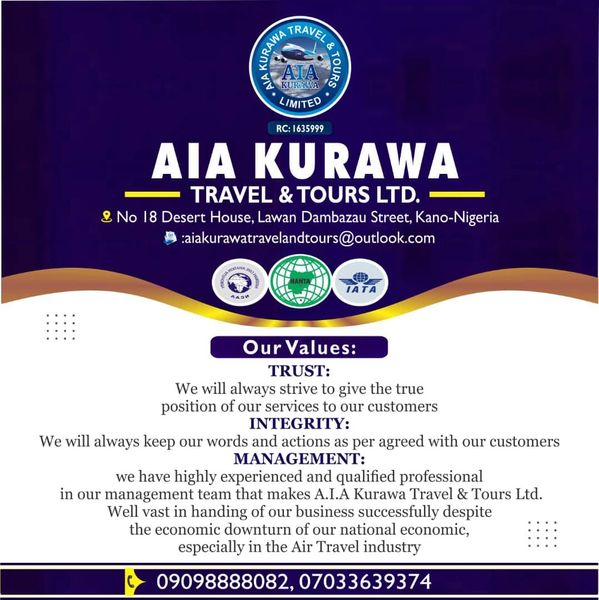 AIA KURAWA TRAVEL & TOURS
AIA
KURAWA
• LIMITED •
RC: 1635999
AIA KURAWA
TRAVEL & TOURS LTD.
No 18 Desert House, Lawan Dambazau Street, Kano-Nigeria
:aiakurawatravelandtours@outlook.com
NCAA
NANTA
IATA
Our Values:
TRUST:
We will always strive to give the true
position of our services to our customers
INTEGRITY:
We will always keep our words and actions as per agreed with our customers
MANAGEMENT:
we have highly experienced and qualified professional
in our management team that makes A.I.A Kurawa Travel & Tours Ltd.
Well vast in handing of our business successfully despite
the economic downturn of our national economic,
especially in the Air Travel industry
09098888082, 07033639374